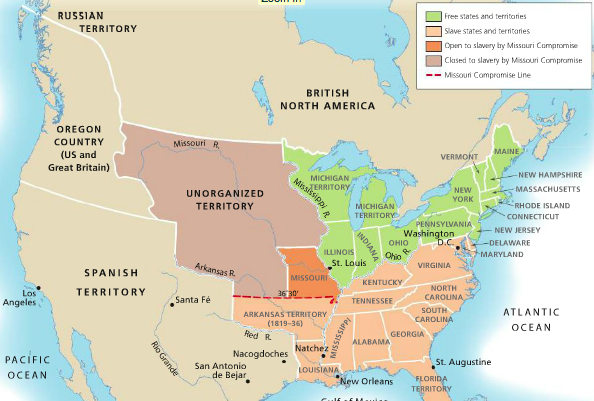 Zoom in
Free states and territories
Slave states and territories
Open to slavery by Missouri Compromise
Closed to slavery by Missouri Compromise
Missouri Compromise Line
RUSSIAN
TERRITORY
BRITISH
NORTH AMERICA
OREGON
COUNTRY
(US and
Great Britain)
Missouri R.
UNORGANIZED
TERRITORY
Mississippi R.
MICHIGAN
TERRITORY
MICHIGAN
TERRITORY
VERMONT
MAINE
NEW HAMPSHIRE
MASSACHUSETTS
NEW
YORK
RHODE ISLAND
CONNECTICUT
PENNSYLVANIA
NEW JERSEY
Washington
D.C.
DELAWARE
MARYLAND
ILLINOIS
INDIANA
OHIO
Ohio R.
St. Louis
MISSOURI
VIRGINIA
KENTUCKY
SPANISH
TERRITORY
Arkansas R.
36°30'
Los
Angeles
Santa Fé
NORTH
CAROLINA
TENNESSEE
ARKANSAS TERRITORY
(1819–36)
SOUTH
CAROLINA
ATLANTIC
OCEAN
Red R.
MISSISSIPPI
ALABAMA
GEORGIA
PACIFIC
OCEAN
Rio Grande
Nacogdoches
Natchez
San Antonio
de Bejar
LOUISIANA
New Orleans
St. Augustine
FLORIDA
TERRITORY
Gulf of Mexico